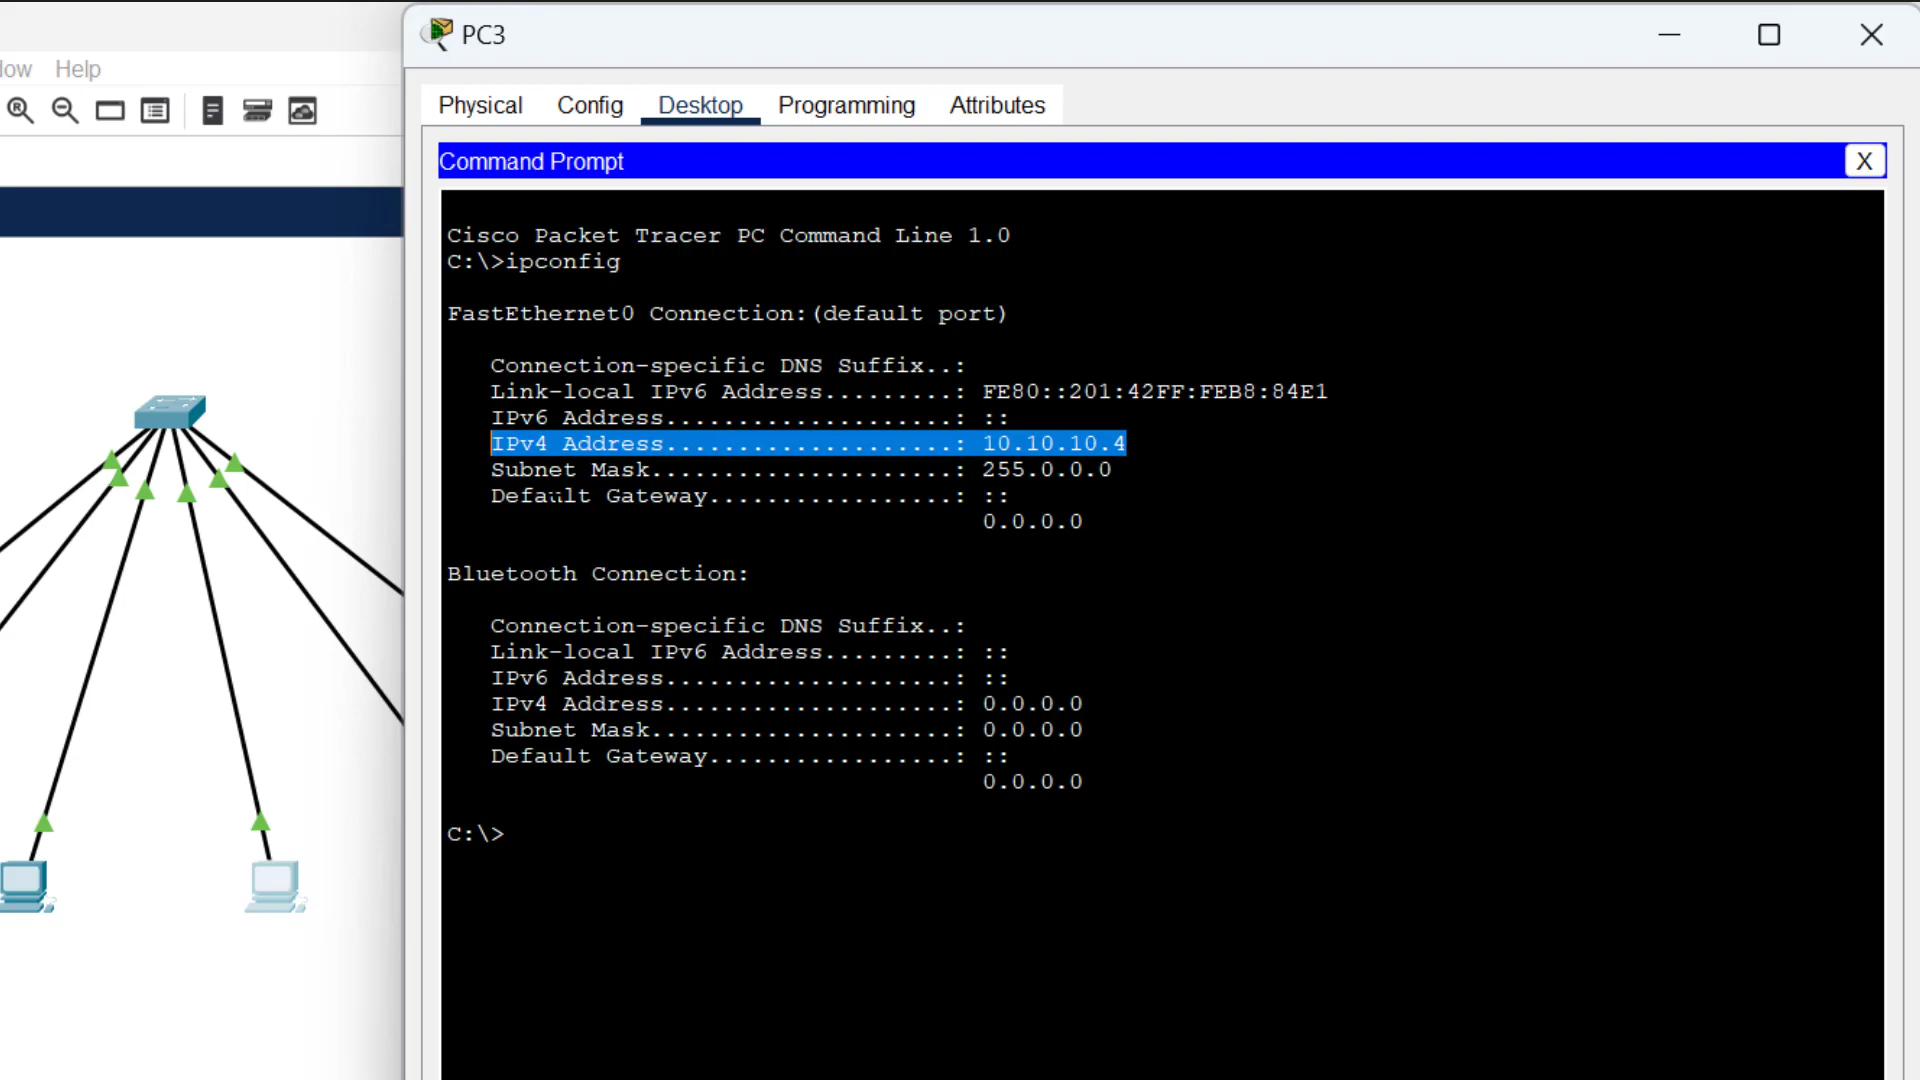 PC3
Help
Physical Config Desktop Programming Attributes
Command Prompt
X
Cisco Packet Tracer PC Command Line 1.0
C:\>ipconfig
FastEthernet0 Connection:(default port)
Connection-specific DNS Suffix..:
Link-local IPv6 Address.........: FE80::201:42FF:FEB8:84E1
IPv6 Address....................: ::
IPv4 Address....................: 10.10.10.4
Subnet Mask.....................: 255.0.0.0
Default Gateway.................: ::
0.0.0.0
Bluetooth Connection:
Connection-specific DNS Suffix..:
Link-local IPv6 Address.........: ::
IPv6 Address....................: ::
IPv4 Address....................: 0.0.0.0
Subnet Mask.....................: 0.0.0.0
Default Gateway.................: ::
0.0.0.0
C:\>